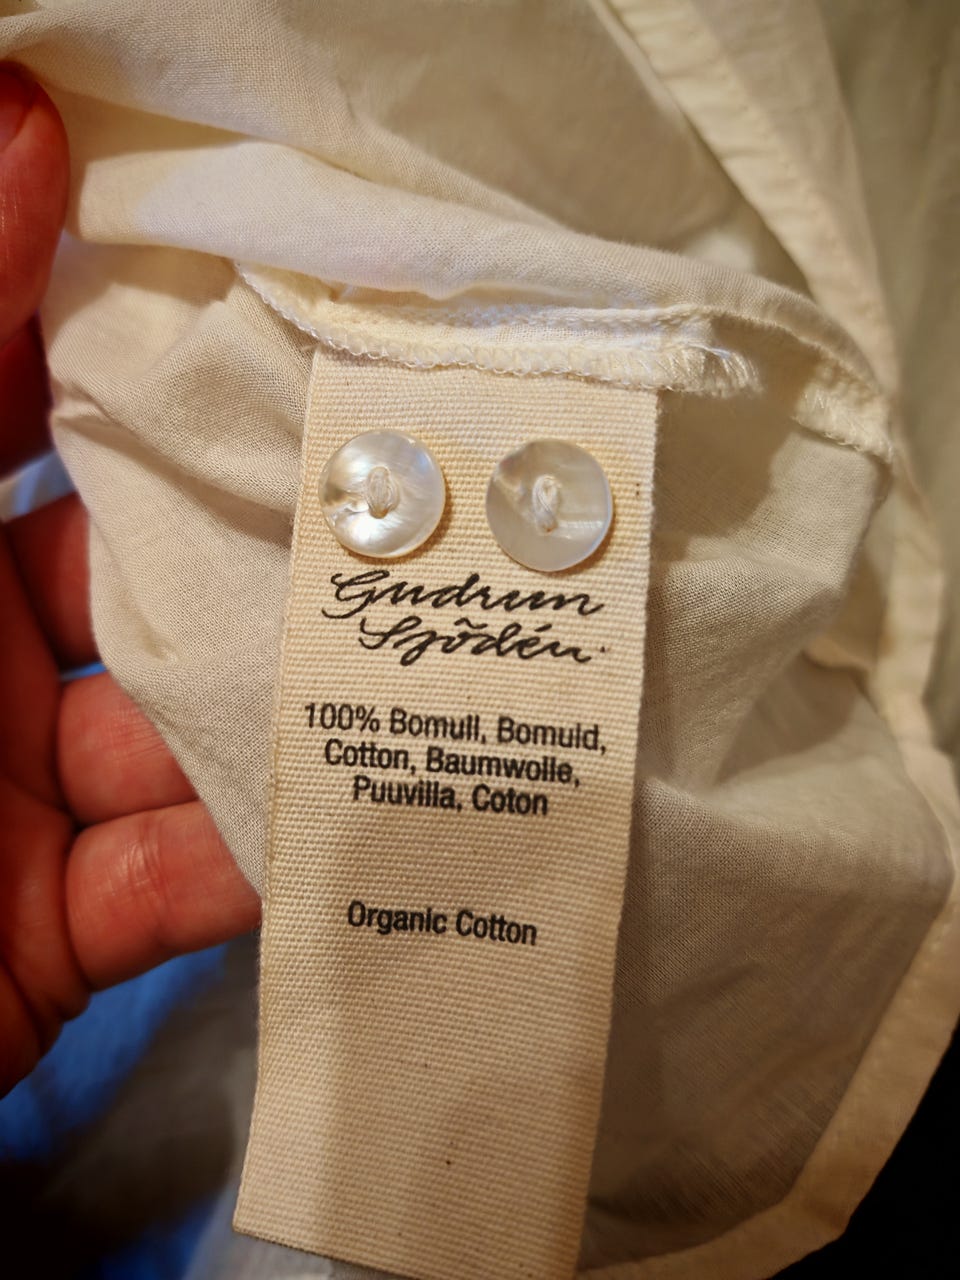 Gudrun
Sjödén.
100% Bomull, Bomuld,
Cotton, Baumwolle,
Puuvilla, Coton
Organic Cotton